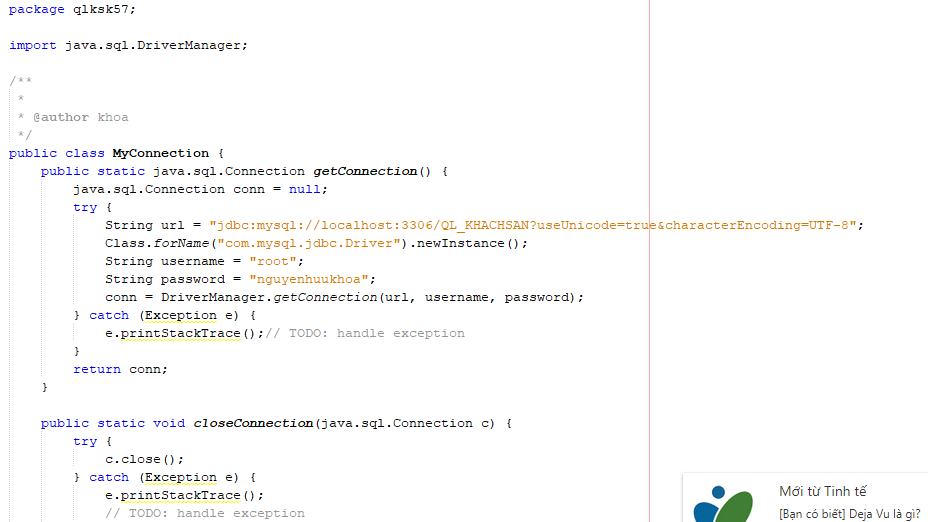 package qlksk57;
import java.sql.DriverManager;
/**
*
* @author khoa
*/
public class MyConnection {
public static java.sql.Connection getConnection() {
java.sql.Connection conn = null;
try {
String url = "jdbc:mysql://localhost:3306/QL_KHACHSAN?useUnicode=true&characterEncoding=UTF-8";
Class.forName("com.mysql.jdbc.Driver").newInstance();
String username = "root";
String password = "nguyenhuukhoa";
conn = DriverManager.getConnection(url, username, password);
} catch (Exception e) {
e.printStackTrace();// TODO: handle exception
}
return conn;
}
public static void closeConnection(java.sql.Connection c) {
try {
c.close();
} catch (Exception e) {
e.printStackTrace();
// TODO: handle exception
Mới từ Tinh tế
[Bạn có biết] Deja Vu là gì?